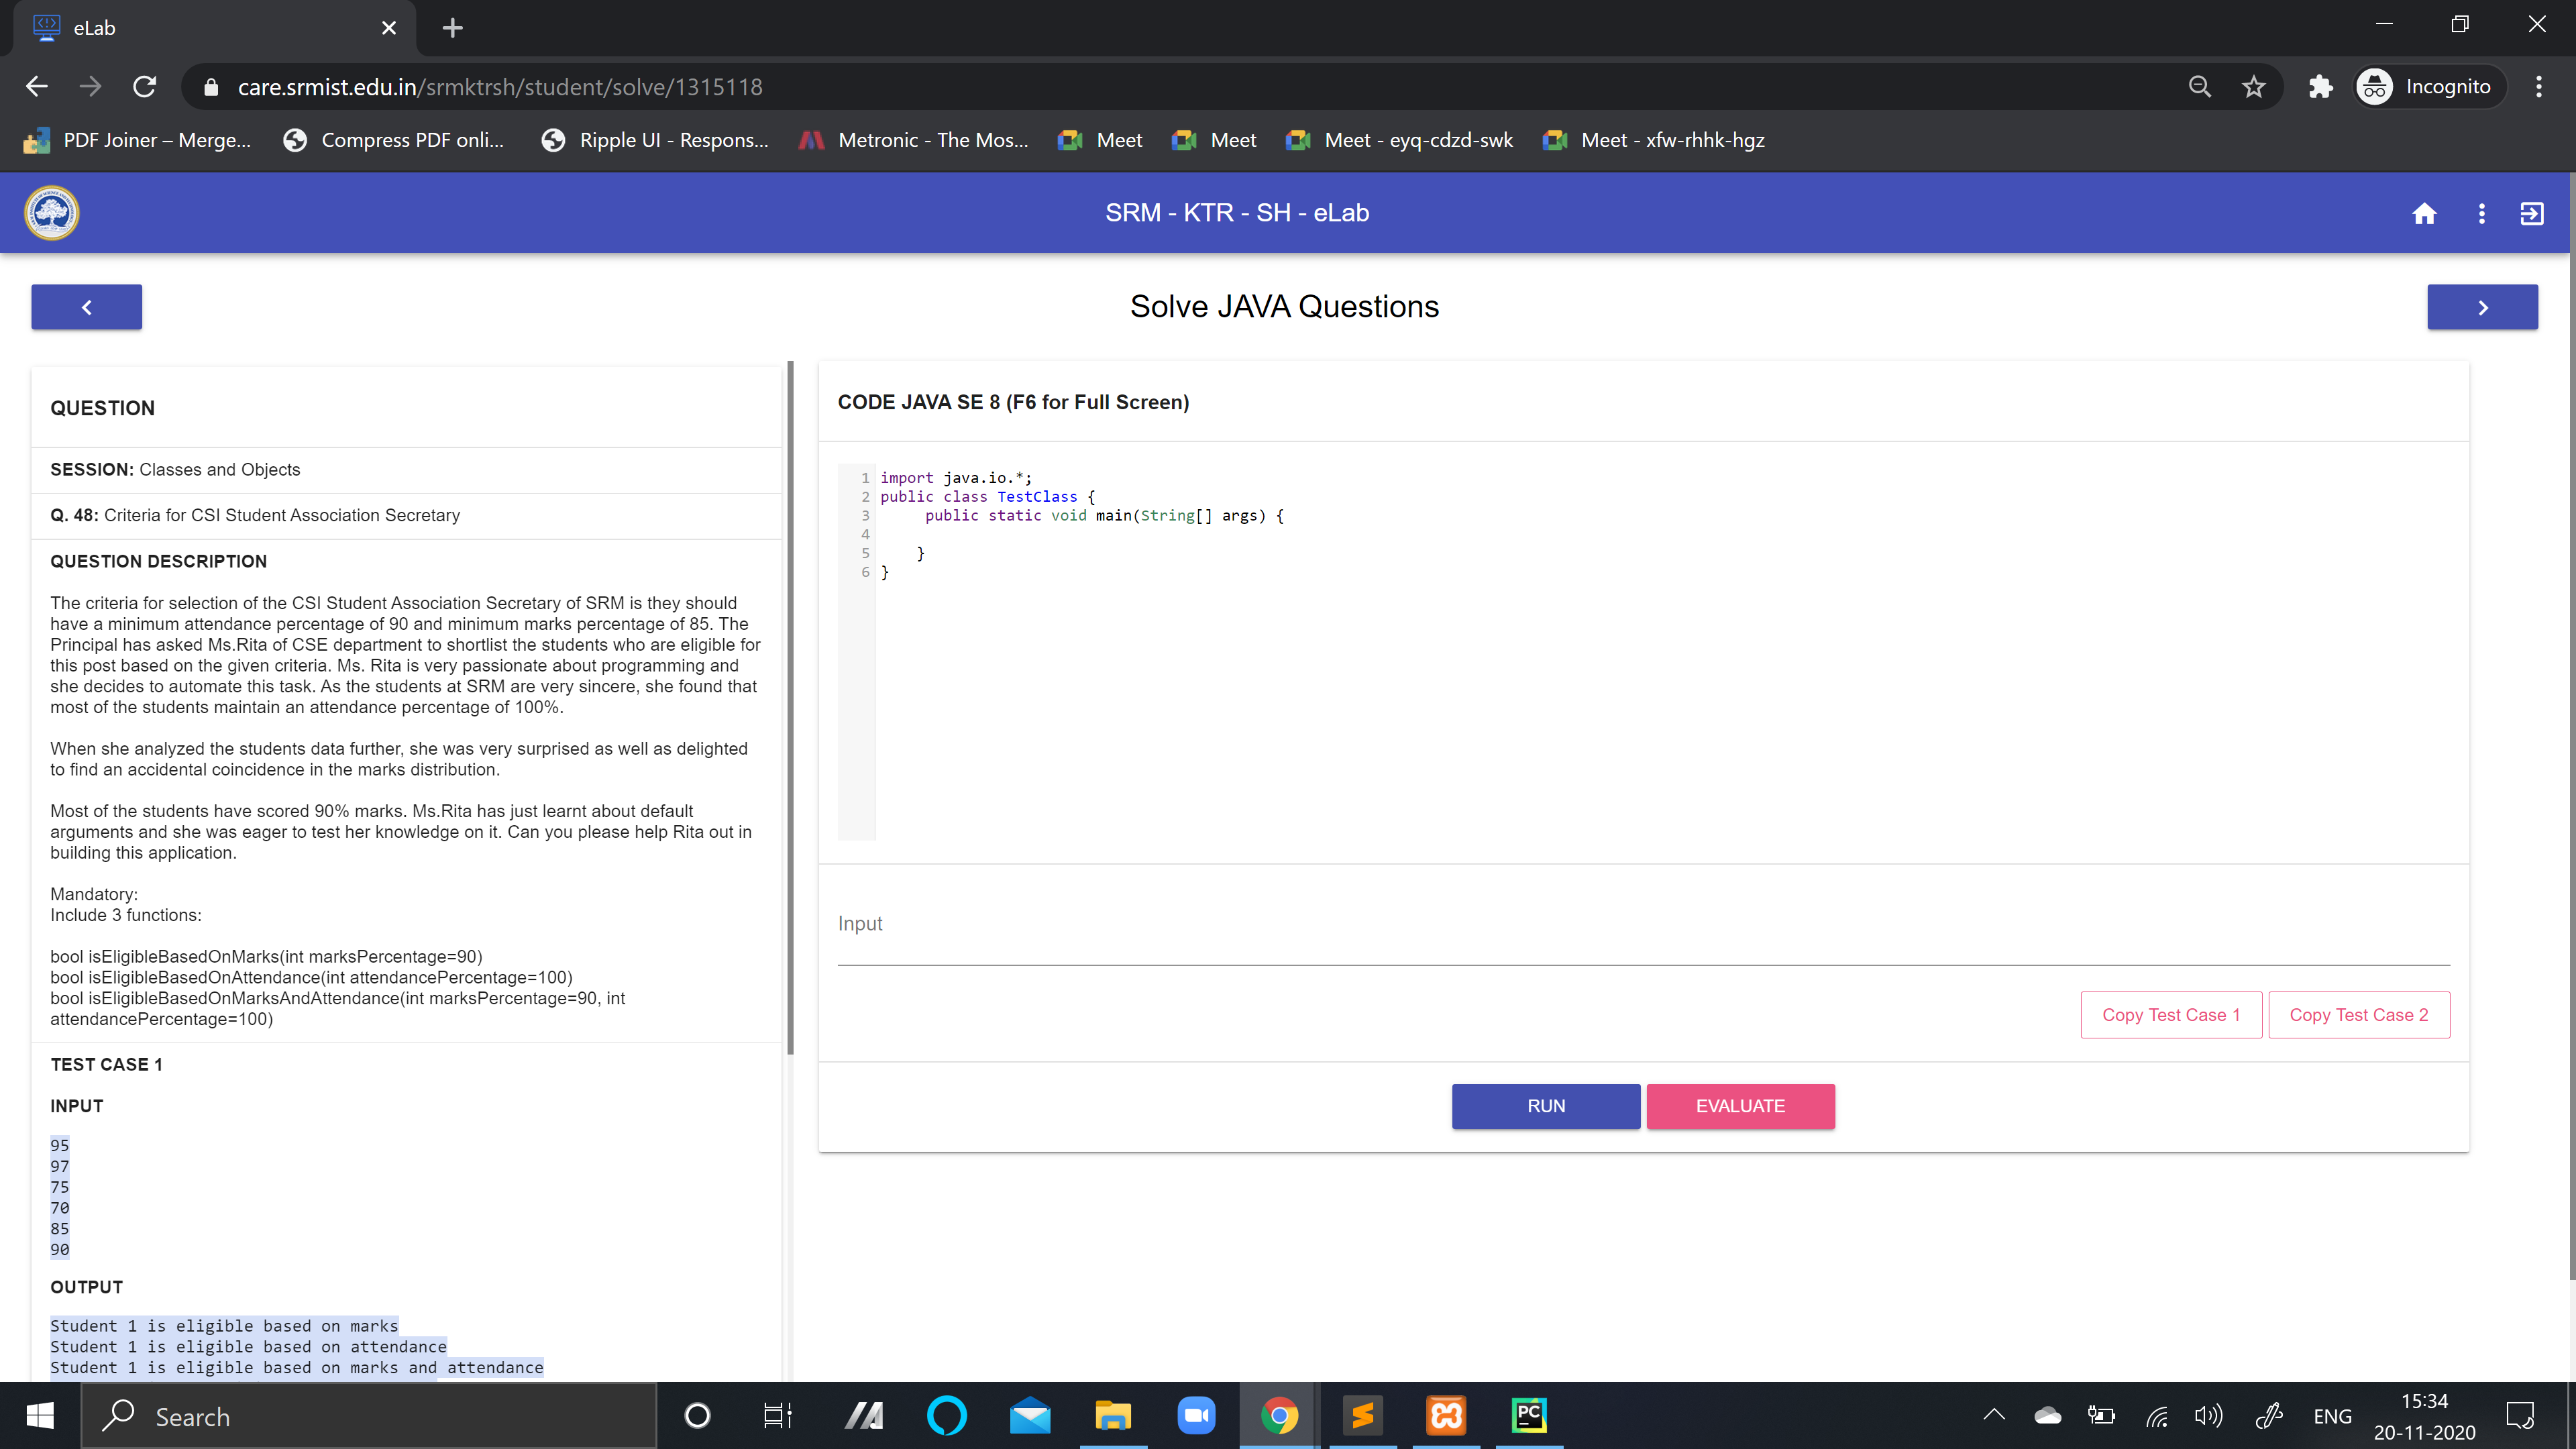 eLab
care.srmist.edu.in/srmktrsh/student/solve/1315118
Incognito
PDF Joiner – Merge...
Compress PDF onli...
Ripple UI - Respons...
Metronic - The Mos...
Meet
Meet
Meet - eyq-cdzd-swk
Meet - xfw-rhhk-hgz
SRM - KTR - SH - eLab
Solve JAVA Questions
QUESTION
SESSION: Classes and Objects
Q. 48: Criteria for CSI Student Association Secretary
QUESTION DESCRIPTION
The criteria for selection of the CSI Student Association Secretary of SRM is they should
have a minimum attendance percentage of 90 and minimum marks percentage of 85. The
Principal has asked Ms.Rita of CSE department to shortlist the students who are eligible for
this post based on the given criteria. Ms. Rita is very passionate about programming and
she decides to automate this task. As the students at SRM are very sincere, she found that
most of the students maintain an attendance percentage of 100%.
When she analyzed the students data further, she was very surprised as well as delighted
to find an accidental coincidence in the marks distribution.
Most of the students have scored 90% marks. Ms.Rita has just learnt about default
arguments and she was eager to test her knowledge on it. Can you please help Rita out in
building this application.
Mandatory:
Include 3 functions:
bool isEligibleBasedOnMarks(int marksPercentage=90)
bool isEligibleBasedOnAttendance(int attendancePercentage=100)
bool isEligibleBasedOnMarksAndAttendance(int marksPercentage=90, int
attendancePercentage=100)
TEST CASE 1
INPUT
95
97
75
70
85
90
OUTPUT
Student 1 is eligible based on marks
Student 1 is eligible based on attendance
Student 1 is eligible based on marks and attendance
CODE JAVA SE 8 (F6 for Full Screen)
1 import java.io.*;
2 public class TestClass {
3 public static void main(String[] args) {
4
5 }
6 }
Input
Copy Test Case 1
Copy Test Case 2
RUN
EVALUATE
Search
PC
ENG
15:34
20-11-2020